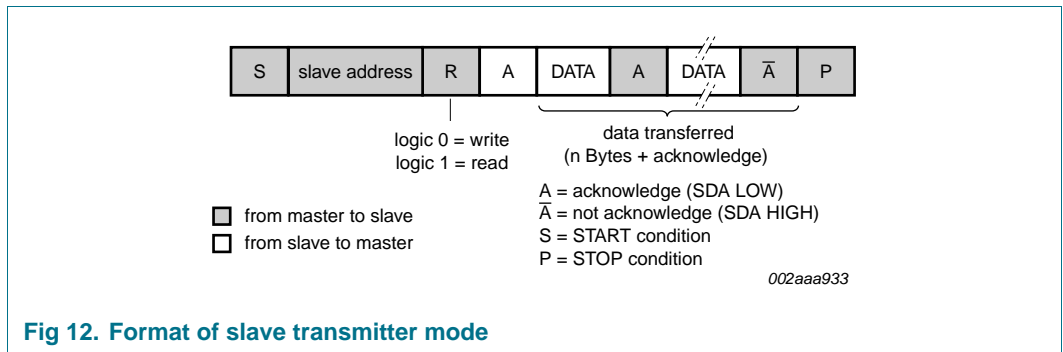 S slave address R A DATA A DATA A̅ P
logic 0 = write
logic 1 = read
data transferred
(n Bytes + acknowledge)
from master to slave
from slave to master
A = acknowledge (SDA LOW)
A̅ = not acknowledge (SDA HIGH)
S = START condition
P = STOP condition
002aaa933
Fig 12. Format of slave transmitter mode